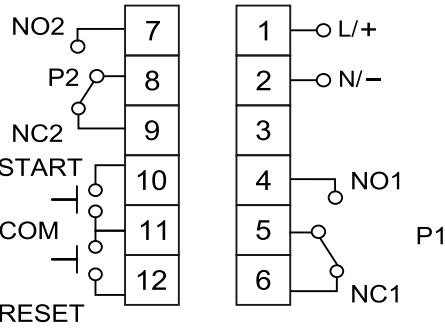 NO2
7
P2
8
NC2
9
START
10
COM
11
12
RESET
1
L/+
2
N/−
3
4
NO1
5
P1
6
NC1